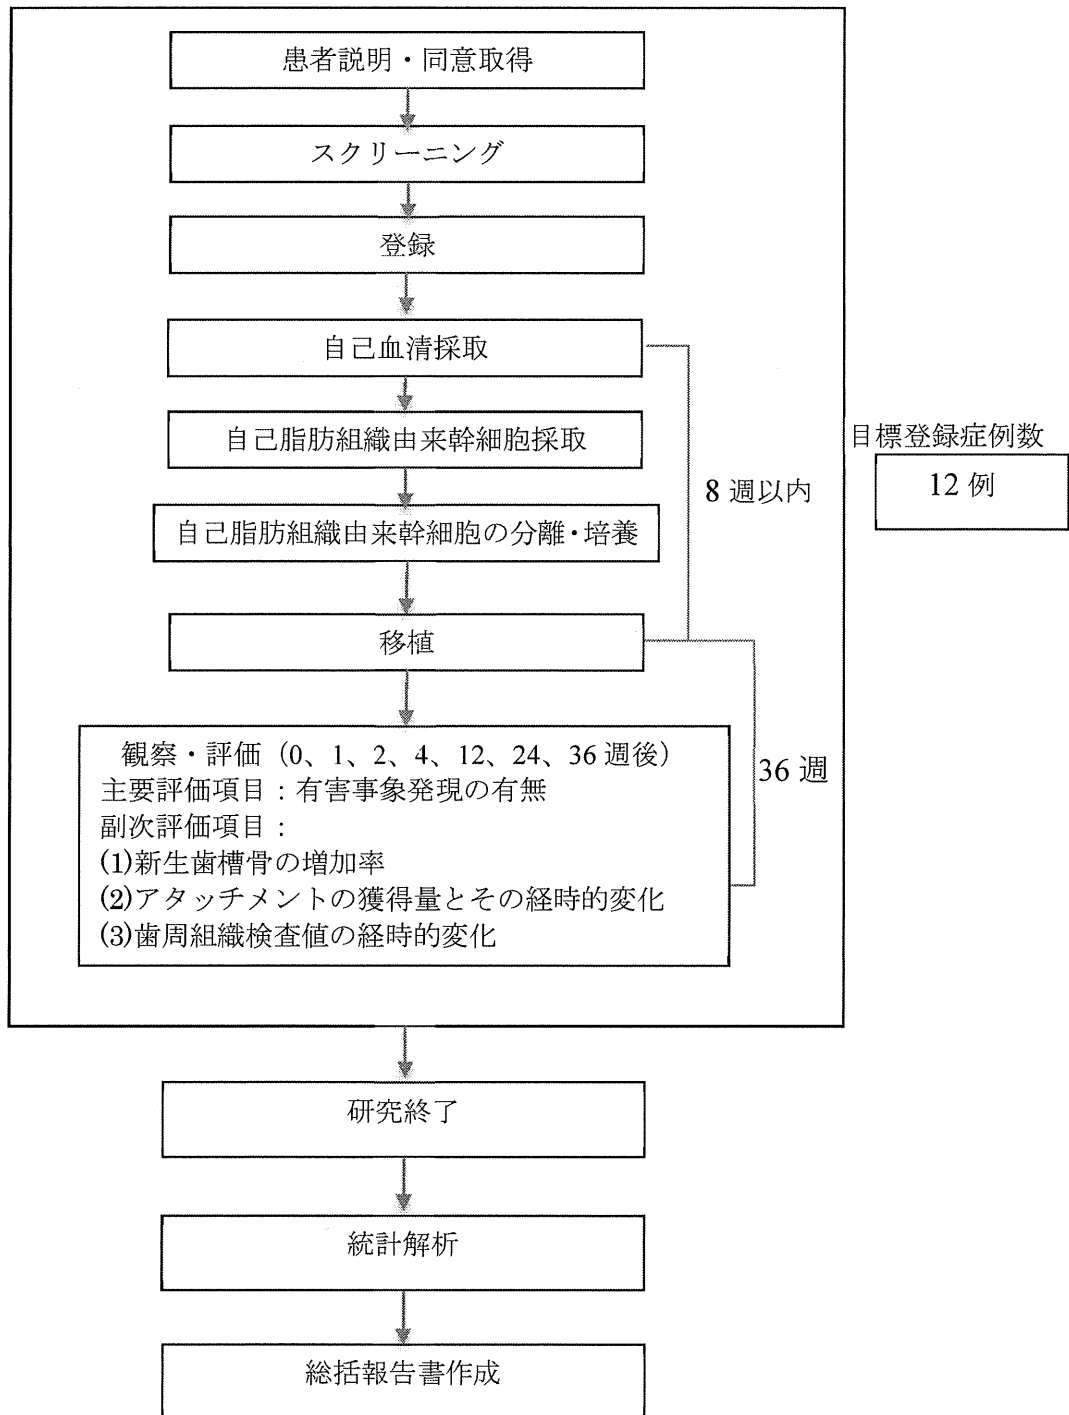 患者説明・同意取得
スクリーニング
登録
自己血清採取
自己脂肪組織由来幹細胞採取
自己脂肪組織由来幹細胞の分離・培養
移植
8 週以内
目標登録症例数
12 例
観察・評価（0、1、2、4、12、24、36 週後）
主要評価項目：有害事象発現の有無
副次評価項目：
(1)新生歯槽骨の増加率
(2)アタッチメントの獲得量とその経時的変化
(3)歯周組織検査値の経時的変化
36 週
研究終了
統計解析
総括報告書作成